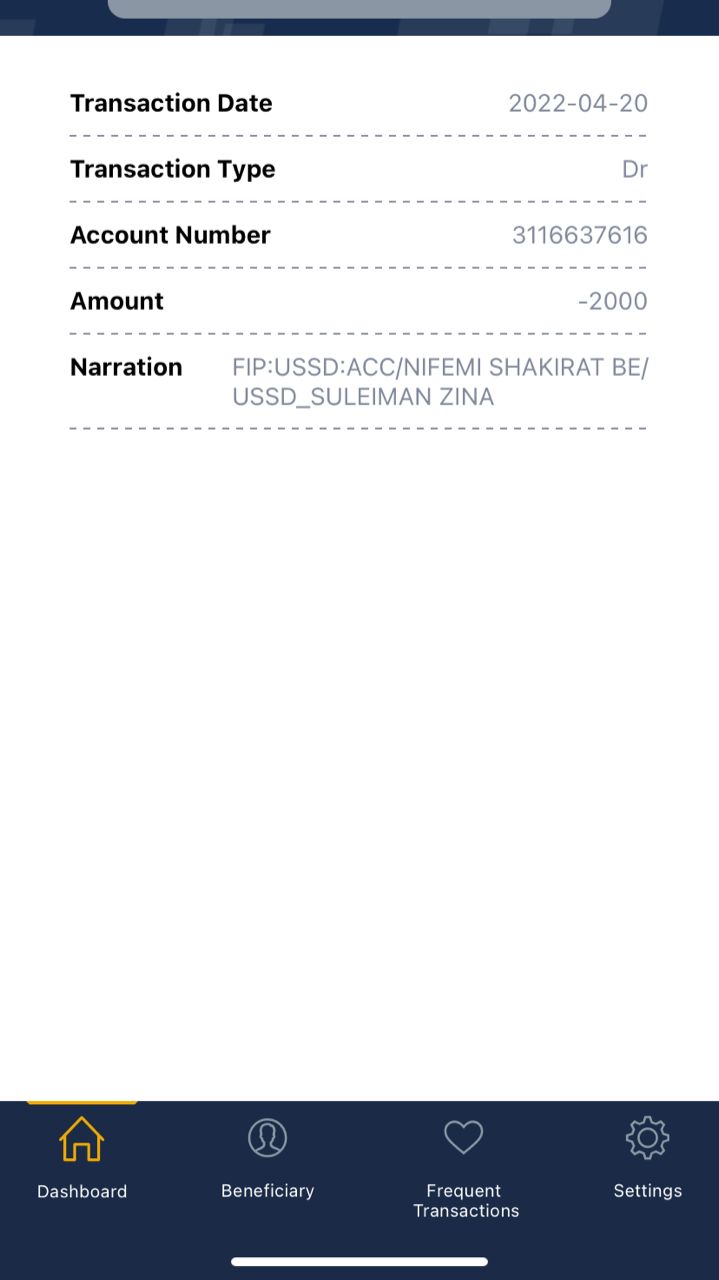 Transaction Date 2022-04-20
Transaction Type Dr
Account Number 3116637616
Amount -2000
Narration FIP:USSD:ACC/NIFEMI SHAKIRAT BE/
USSD_SULEIMAN ZINA
Dashboard Beneficiary Frequent Settings
Transactions